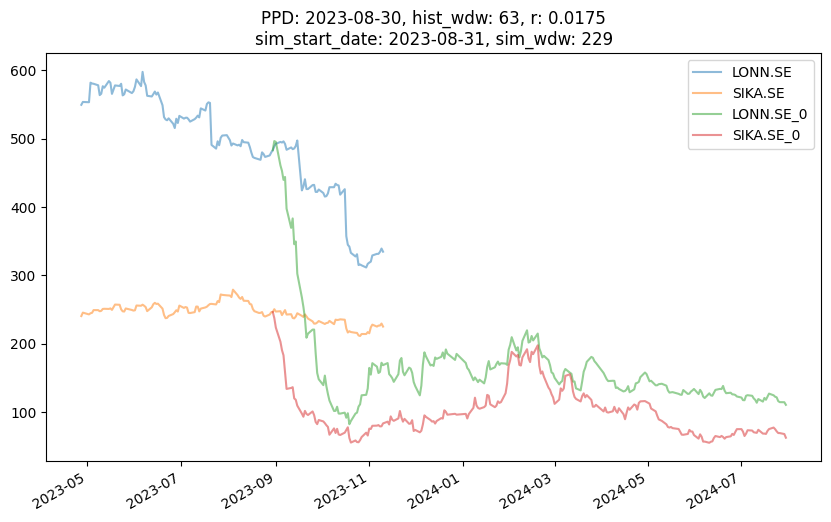 PPD: 2023-08-30, hist_wdw: 63, r: 0.0175
sim_start_date: 2023-08-31, sim_wdw: 229
600
500
400
300
200
100
LONN.SE
SIKA.SE
LONN.SE_0
SIKA.SE_0
2023-05
2023-07
2023-09
2023-11
2024-01
2024-03
2024-05
2024-07